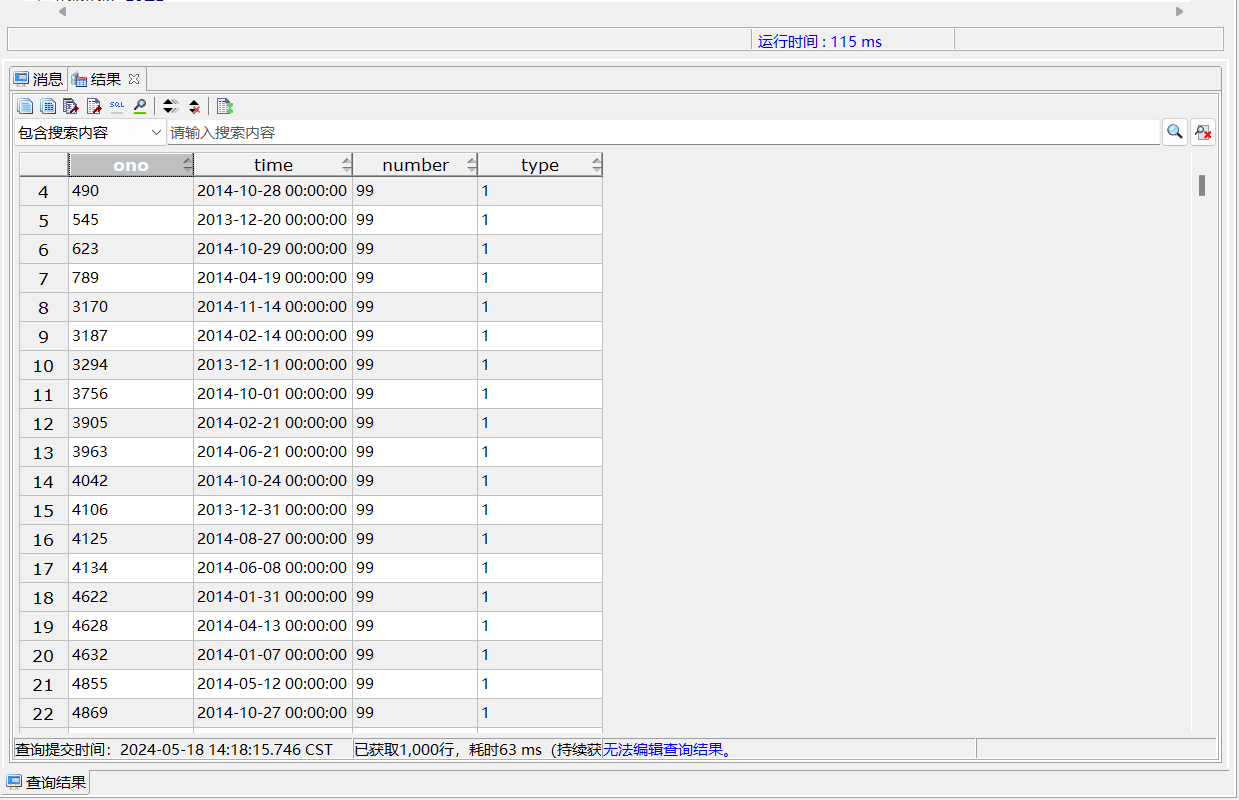 运行时间 : 115 ms
消息 结果
SQL
包含搜索内容 请输入搜索内容
ono time number type
4 490 2014-10-28 00:00:00 99 1
5 545 2013-12-20 00:00:00 99 1
6 623 2014-10-29 00:00:00 99 1
7 789 2014-04-19 00:00:00 99 1
8 3170 2014-11-14 00:00:00 99 1
9 3187 2014-02-14 00:00:00 99 1
10 3294 2013-12-11 00:00:00 99 1
11 3756 2014-10-01 00:00:00 99 1
12 3905 2014-02-21 00:00:00 99 1
13 3963 2014-06-21 00:00:00 99 1
14 4042 2014-10-24 00:00:00 99 1
15 4106 2013-12-31 00:00:00 99 1
16 4125 2014-08-27 00:00:00 99 1
17 4134 2014-06-08 00:00:00 99 1
18 4622 2014-01-31 00:00:00 99 1
19 4628 2014-04-13 00:00:00 99 1
20 4632 2014-01-07 00:00:00 99 1
21 4855 2014-05-12 00:00:00 99 1
22 4869 2014-10-27 00:00:00 99 1
查询提交时间：2024-05-18 14:18:15.746 CST 已获取1,000行，耗时63 ms（持续获 无法编辑查询结果。
查询结果